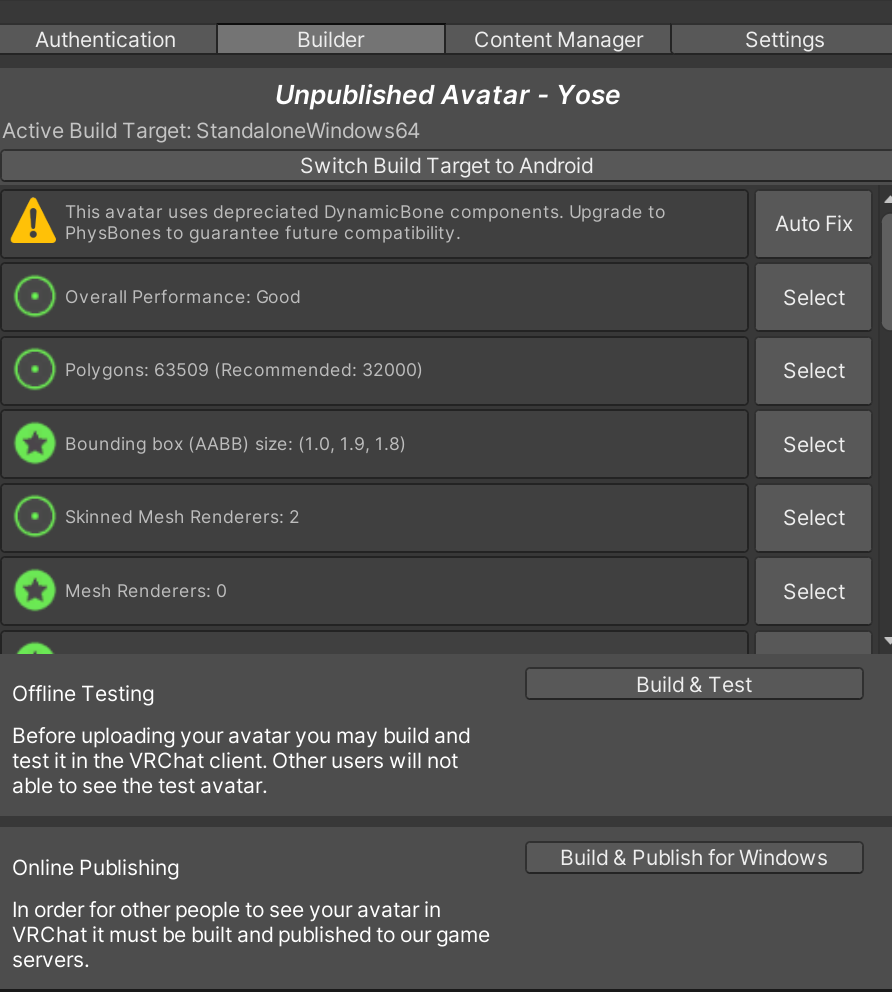 Authentication
Builder
Content Manager
Settings
Unpublished Avatar - Yose
Active Build Target: StandaloneWindows64
Switch Build Target to Android
This avatar uses depreciated DynamicBone components. Upgrade to
PhysBones to guarantee future compatibility.
Auto Fix
Overall Performance: Good
Select
Polygons: 63509 (Recommended: 32000)
Select
Bounding box (AABB) size: (1.0, 1.9, 1.8)
Select
Skinned Mesh Renderers: 2
Select
Mesh Renderers: 0
Select
Offline Testing
Build & Test
Before uploading your avatar you may build and
test it in the VRChat client. Other users will not
able to see the test avatar.
Online Publishing
Build & Publish for Windows
In order for other people to see your avatar in
VRChat it must be built and published to our game
servers.